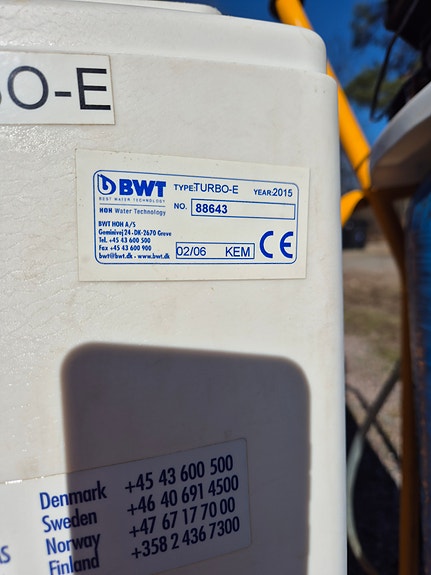 O-E
BWT
BEST WATER TECHNOLOGY
HOH Water Technology
BWT HOH A/S
Geminivej 24 · DK-2670 Greve
Tel. +45 43 600 500
Fax +45 43 600 900
bwt@bwt.dk - www.bwt.dk
TYPE:TURBO-E YEAR:2015
NO. 88643
02/06 KEM CE
Denmark +45 43 600 500
Sweden +46 40 691 4500
Norway +47 67 17 70 00
Finland +358 2 436 7300